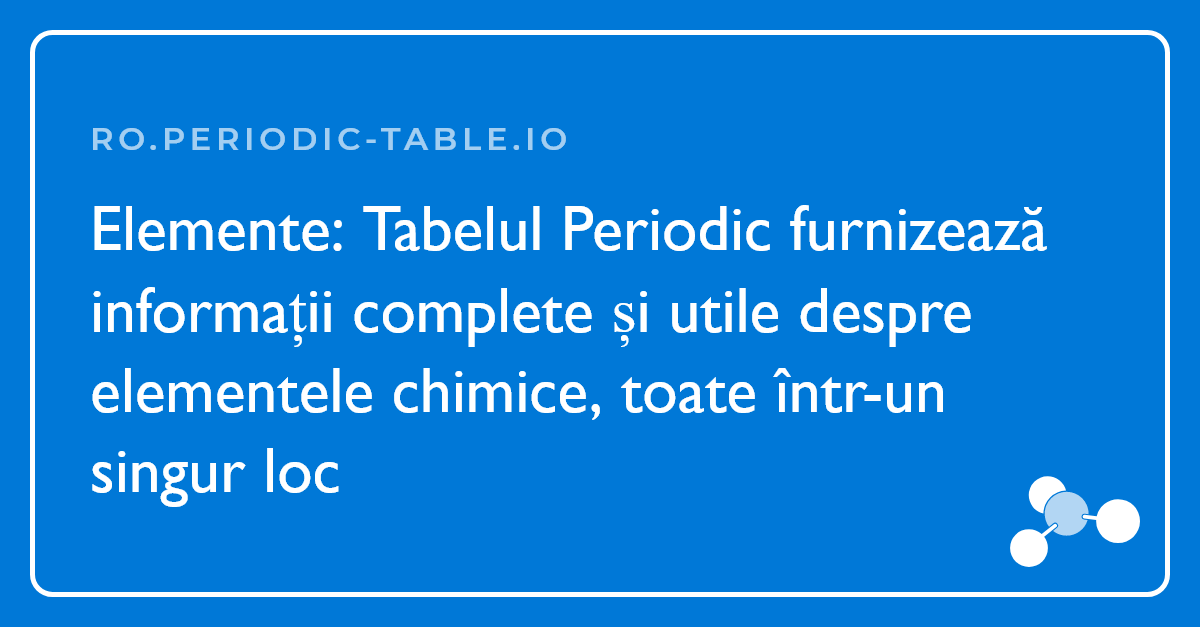 RO.PERIODIC-TABLE.IO
Elemente: Tabelul Periodic furnizează
informații complete și utile despre
elementele chimice, toate într-un
singur loc